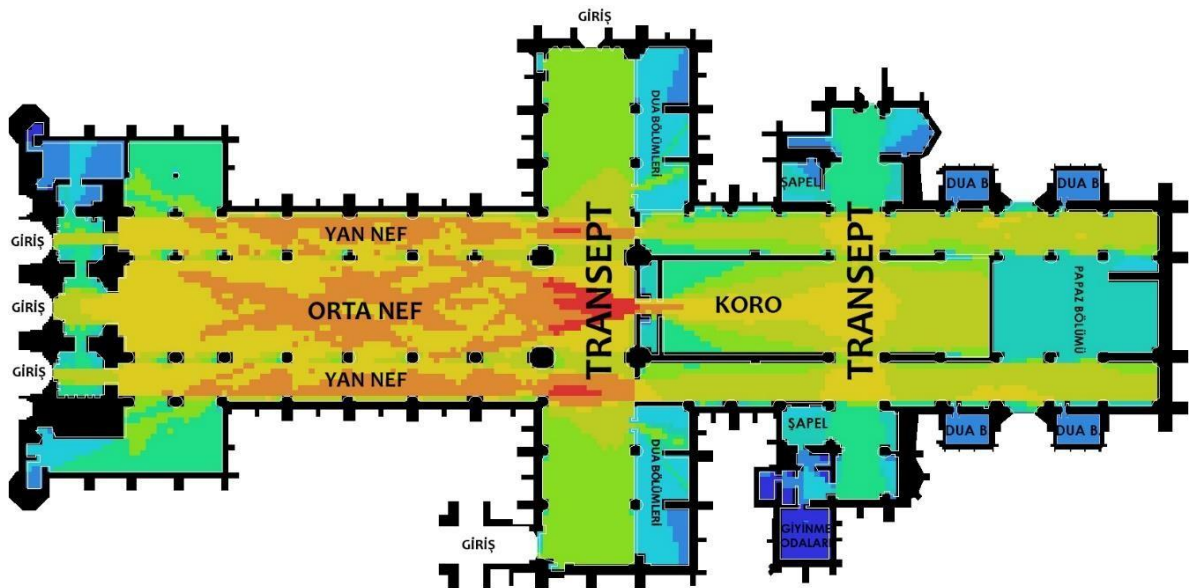 GİRİŞ
DUA BÖLÜMLERİ
ŞAPEL
DUA B
DUA B
GİRİŞ
YAN NEF
TRANSEPT
TRANSEPT
GİRİŞ
ORTA NEF
KORO
PAPAZ BÖLÜMÜ
GİRİŞ
YAN NEF
ŞAPEL
DUA B
DUA B
DUA BÖLÜMLERİ
GİRİŞ
GİYİNME
ODALARI